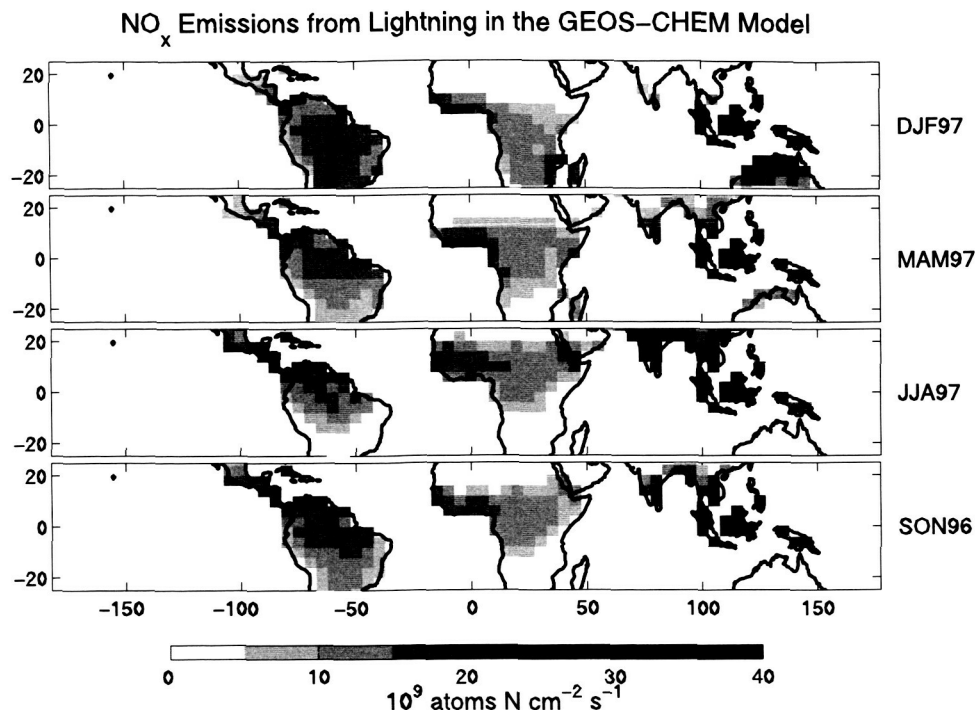 NOx Emissions from Lightning in the GEOS−CHEM Model
20
0
−20
DJF97
20
0
−20
MAM97
20
0
−20
JJA97
20
0
−20
SON96
−150 −100 −50 0 50 100 150
0 10 20 30 40
10^9 atoms N cm^−2 s^−1